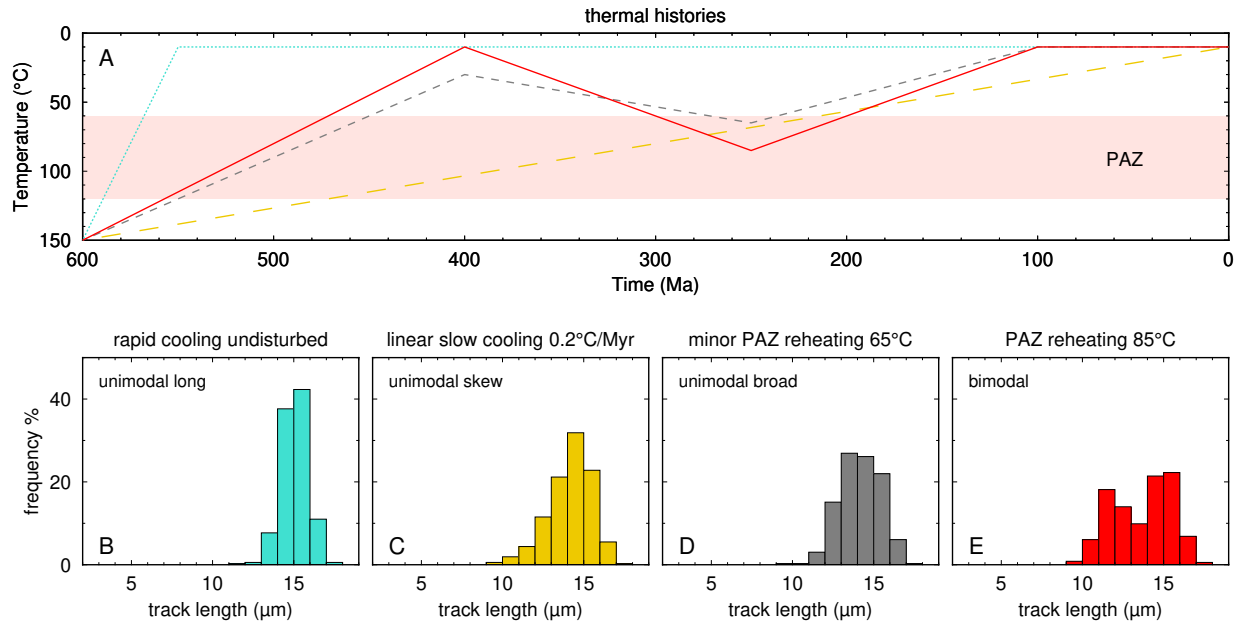 thermal histories
A
0
50
100
150
Temperature (°C)
PAZ
600 500 400 300 200 100 0
Time (Ma)
rapid cooling undisturbed
linear slow cooling 0.2°C/Myr
minor PAZ reheating 65°C
PAZ reheating 85°C
unimodal long
unimodal skew
unimodal broad
bimodal
40
20
0
frequency %
B
C
D
E
5 10 15
5 10 15
5 10 15
5 10 15
track length (µm)
track length (µm)
track length (µm)
track length (µm)